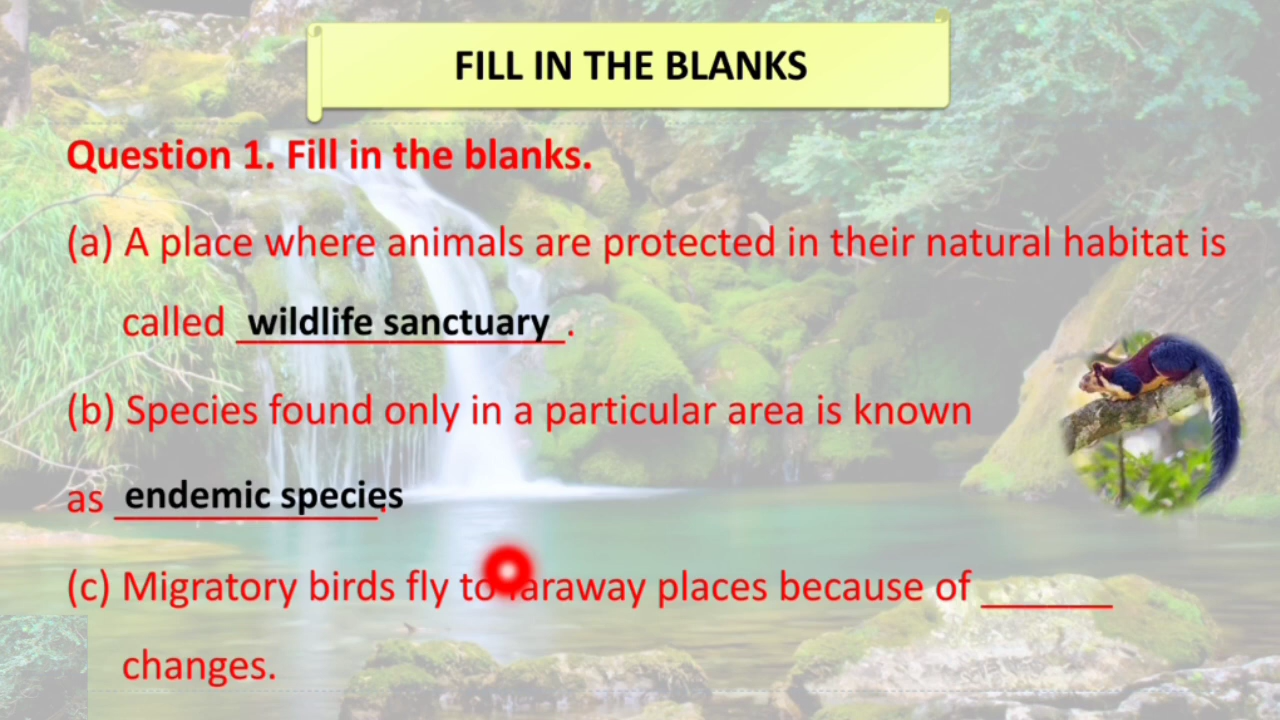 FILL IN THE BLANKS
Question 1. Fill in the blanks.
(a) A place where animals are protected in their natural habitat is
called wildlife sanctuary.
(b) Species found only in a particular area is known
as endemic species.
(c) Migratory birds fly to faraway places because of ______
changes.